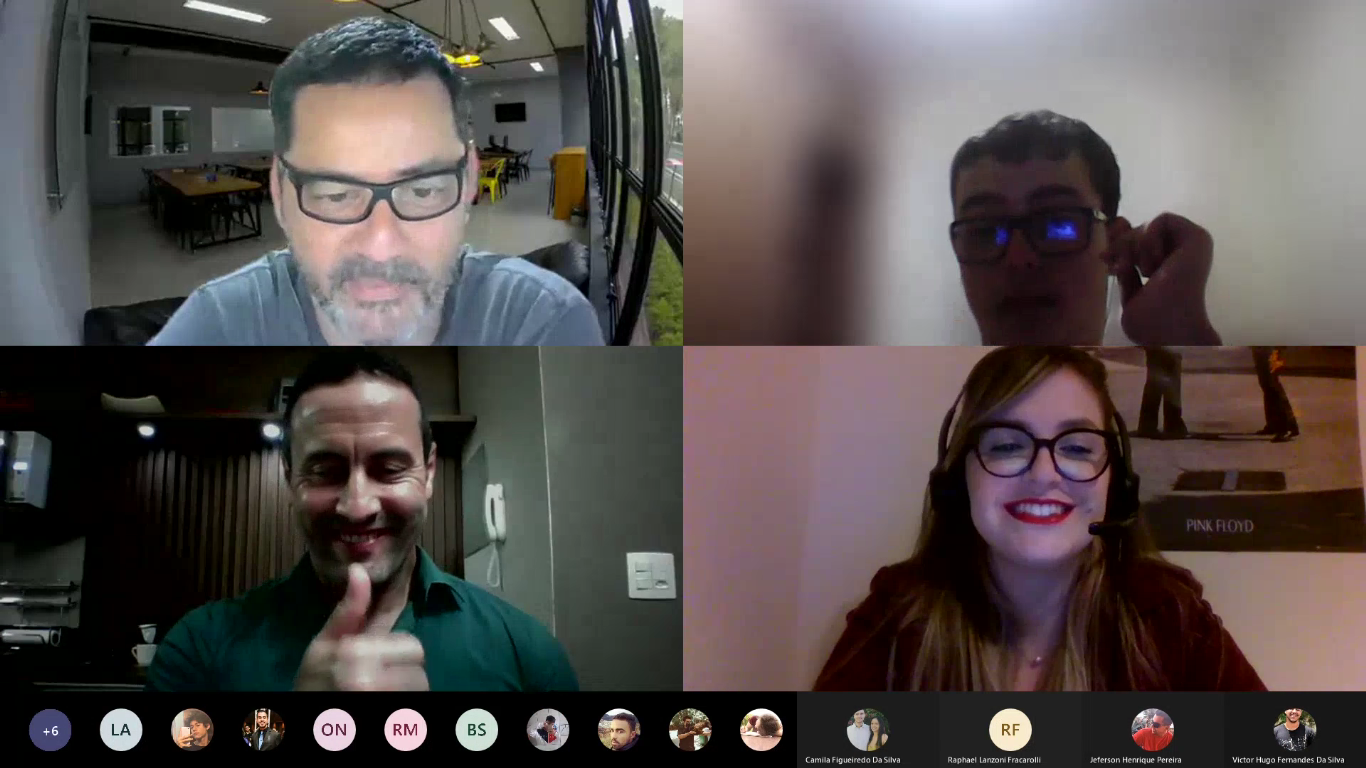 PINK FLOYD
+6
LA
ON
RM
BS
RF
Camila Figueiredo Da Silva
Raphael Lanzoni Fracarolli
Jeferson Henrique Pereira
Victor Hugo Fernandes Da Silva